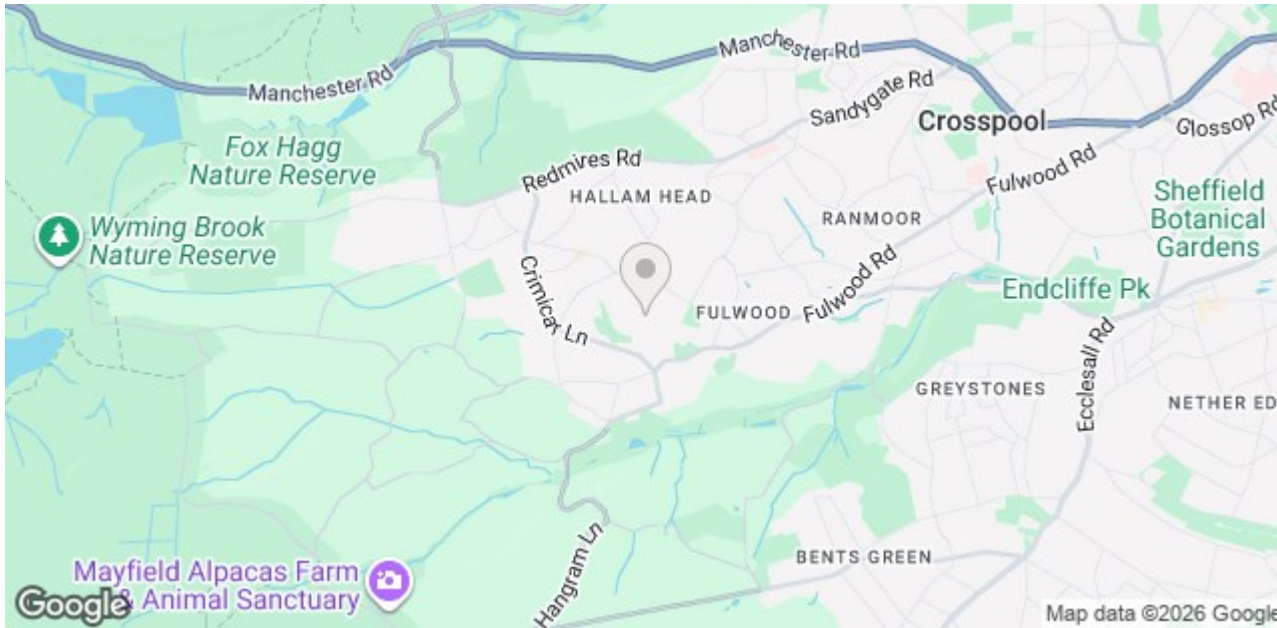 Manchester Rd
Manchester Rd
Sandygate Rd
Crosspool
Glossop Rd
Fox Hagg
Nature Reserve
Redmires Rd
Fulwood Rd
HALLAM HEAD
RANMOOR
Sheffield
Botanical
Gardens
Wyming Brook
Nature Reserve
Crimicar Ln
FULWOOD
Fulwood Rd
Endcliffe Pk
Ecclesall Rd
GREYSTONES
NETHER ED
BENTS GREEN
Hangram Ln
Mayfield Alpacas Farm
& Animal Sanctuary
Google
Map data ©2026 Google